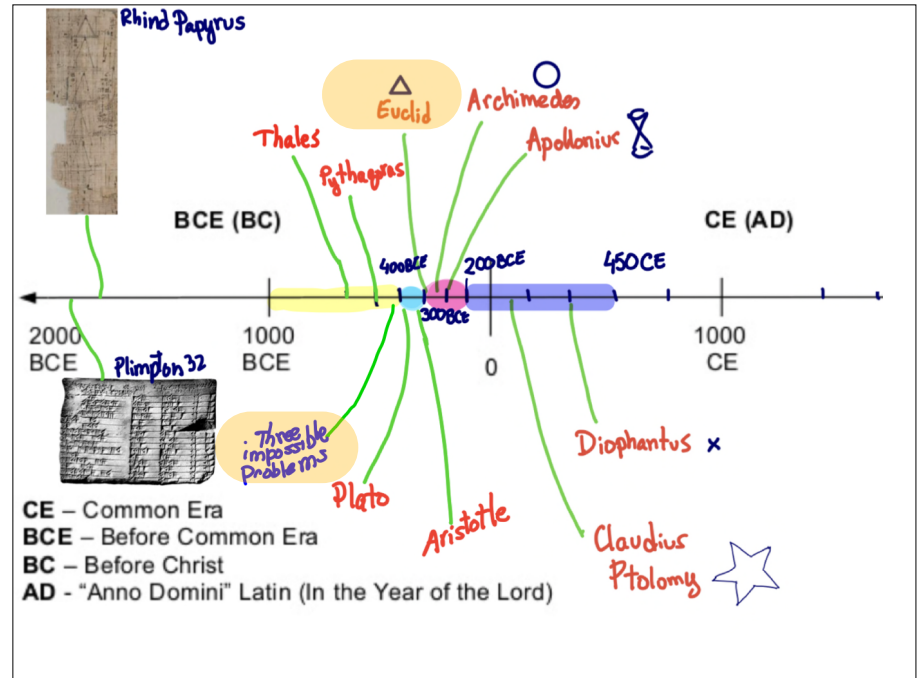 Rhind Papyrus
Euclid
Archimedes
Thales
Apollonius
Pythagoras
BCE (BC)
CE (AD)
400BCE
200BCE
450CE
300BCE
2000
BCE
1000
BCE
0
1000
CE
Plimpton 32
Three
impossible
Problems
Diophantus x
Plato
Aristotle
Claudius
Ptolomy
CE – Common Era
BCE – Before Common Era
BC – Before Christ
AD - “Anno Domini” Latin (In the Year of the Lord)